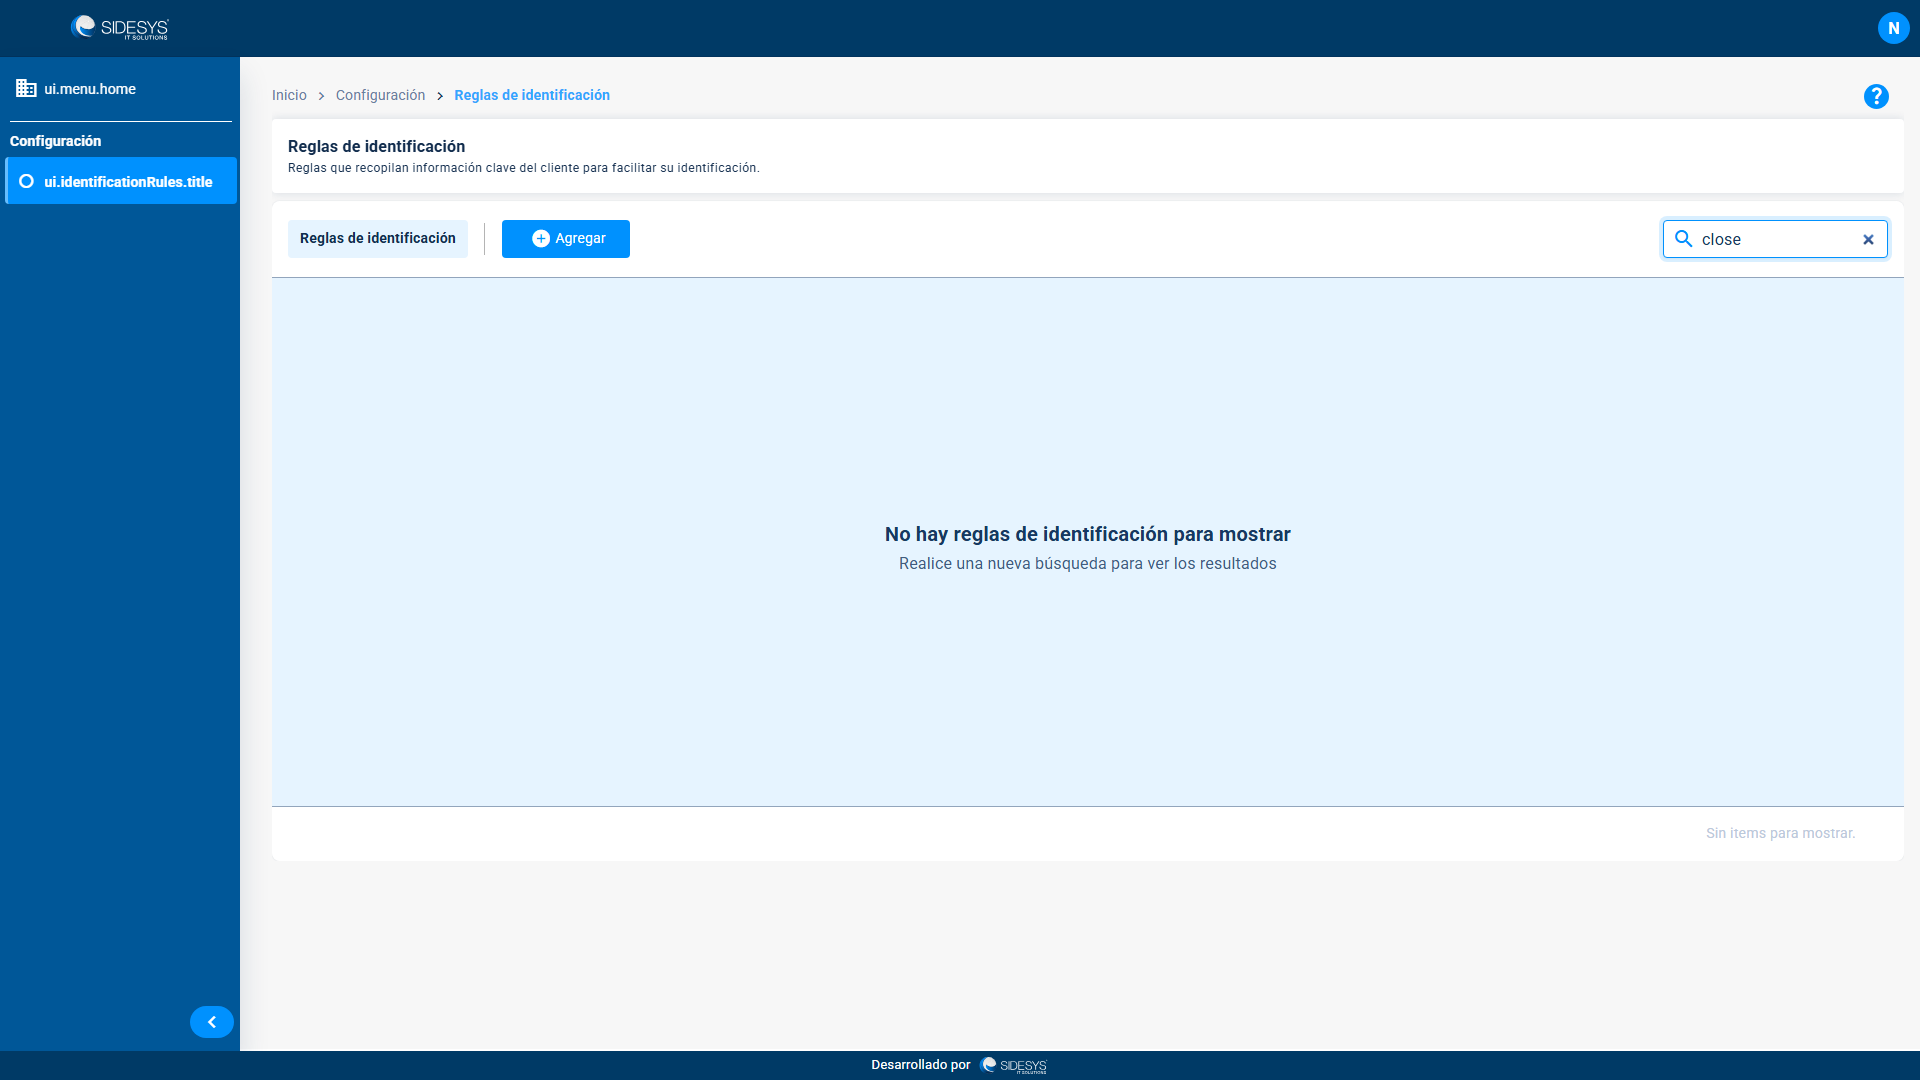 SIDESYS
IT SOLUTIONS
N
ui.menu.home
Configuración
ui.identificationRules.title
Inicio > Configuración > Reglas de identificación
?
Reglas de identificación
Reglas que recopilan información clave del cliente para facilitar su identificación.
Reglas de identificación
Agregar
close
No hay reglas de identificación para mostrar
Realice una nueva búsqueda para ver los resultados
Sin items para mostrar.
Desarrollado por SIDESYS
IT SOLUTIONS